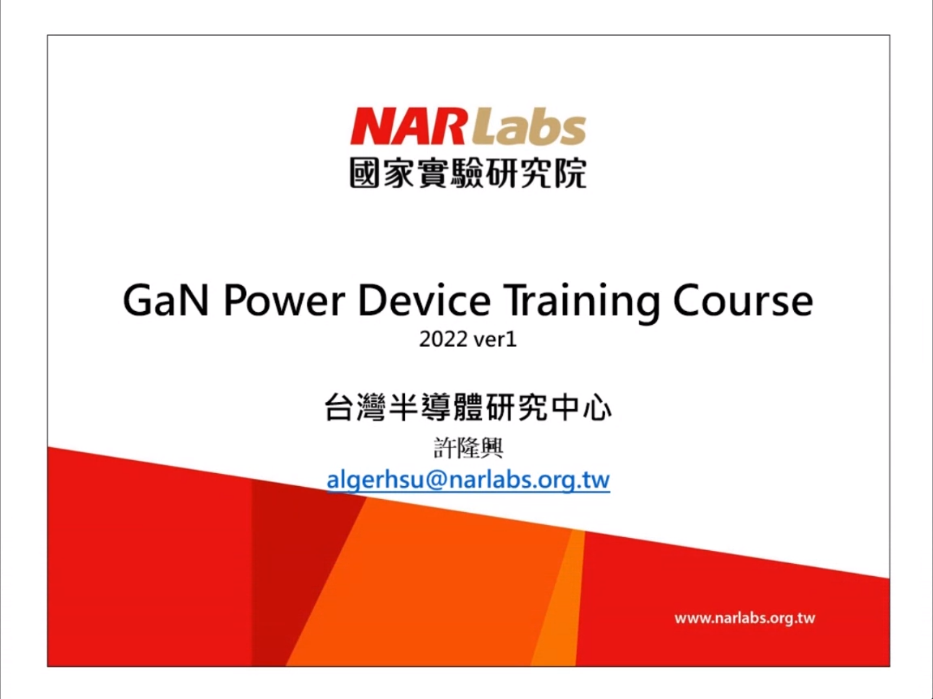 NARLabs
國家實驗研究院
GaN Power Device Training Course
2022 ver1
台灣半導體研究中心
許隆興
algerhsu@narlabs.org.tw
www.narlabs.org.tw